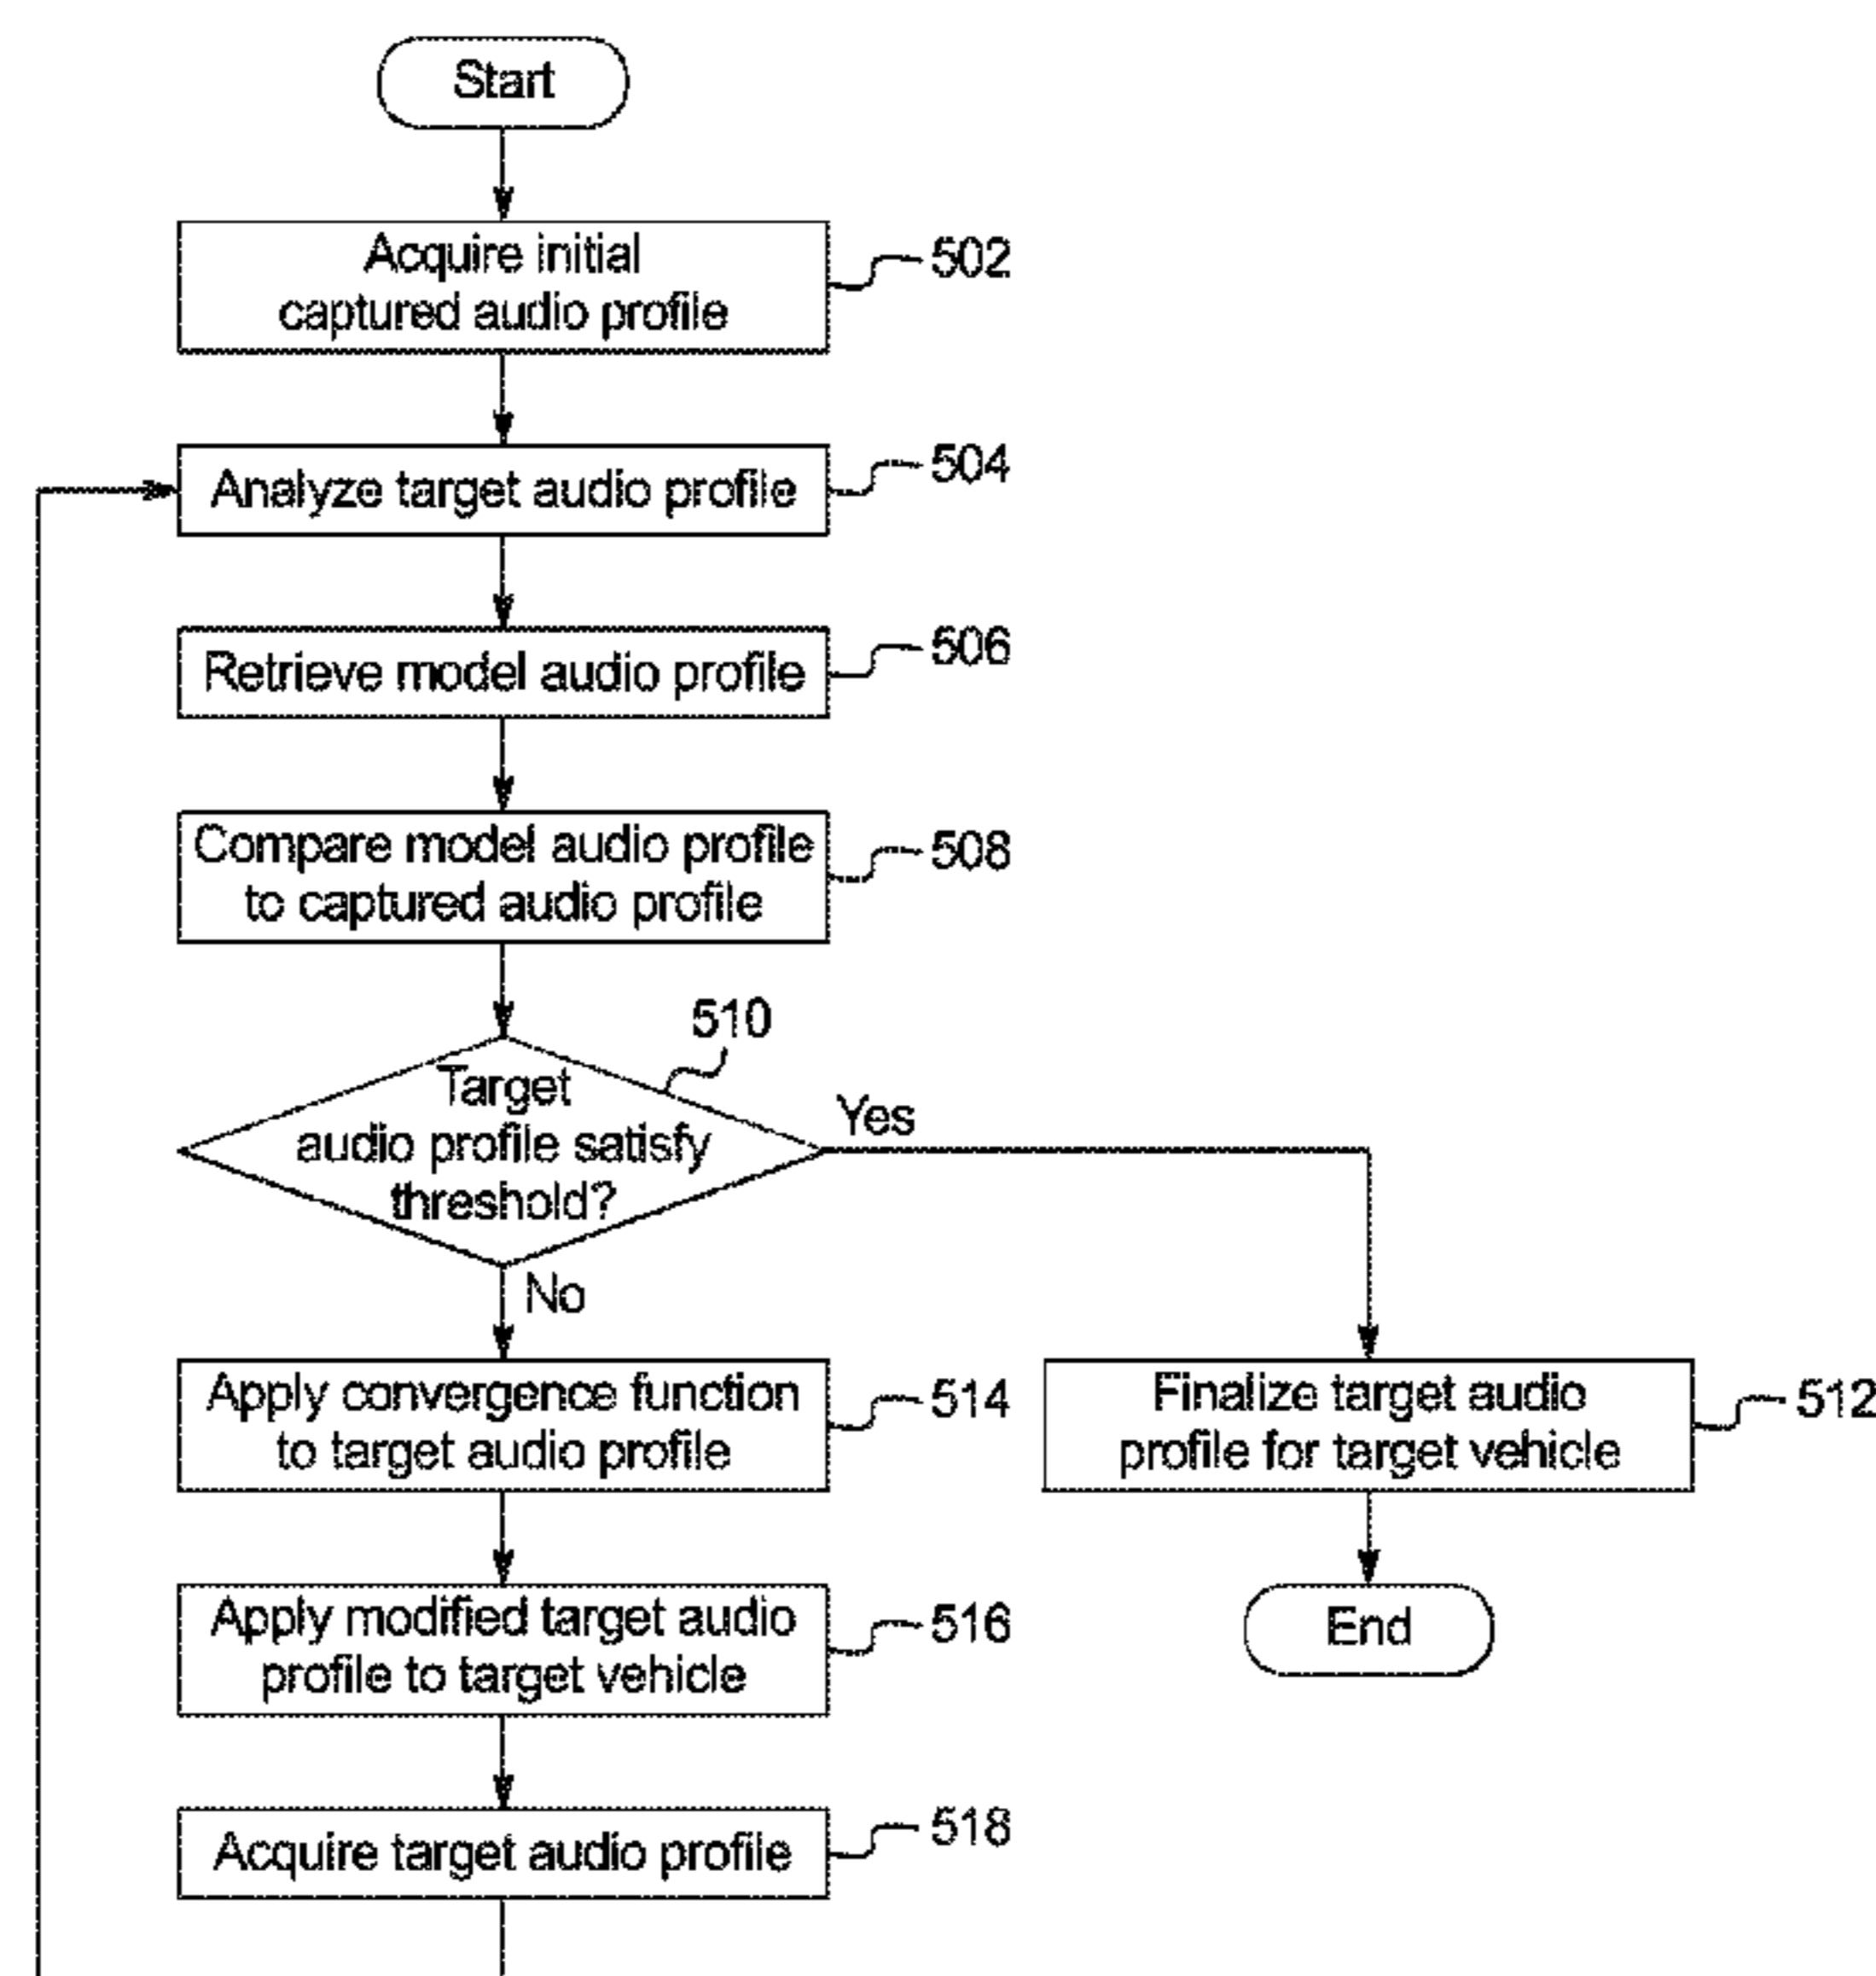 Start
Acquire initial
captured audio profile
502
Analyze target audio profile
504
Retrieve model audio profile
506
Compare model audio profile
to captured audio profile
508
510
Target
audio profile satisfy
threshold?
Yes
No
Apply convergence function
to target audio profile
514
Finalize target audio
profile for target vehicle
512
Apply modified target audio
profile to target vehicle
516
End
Acquire target audio profile
518